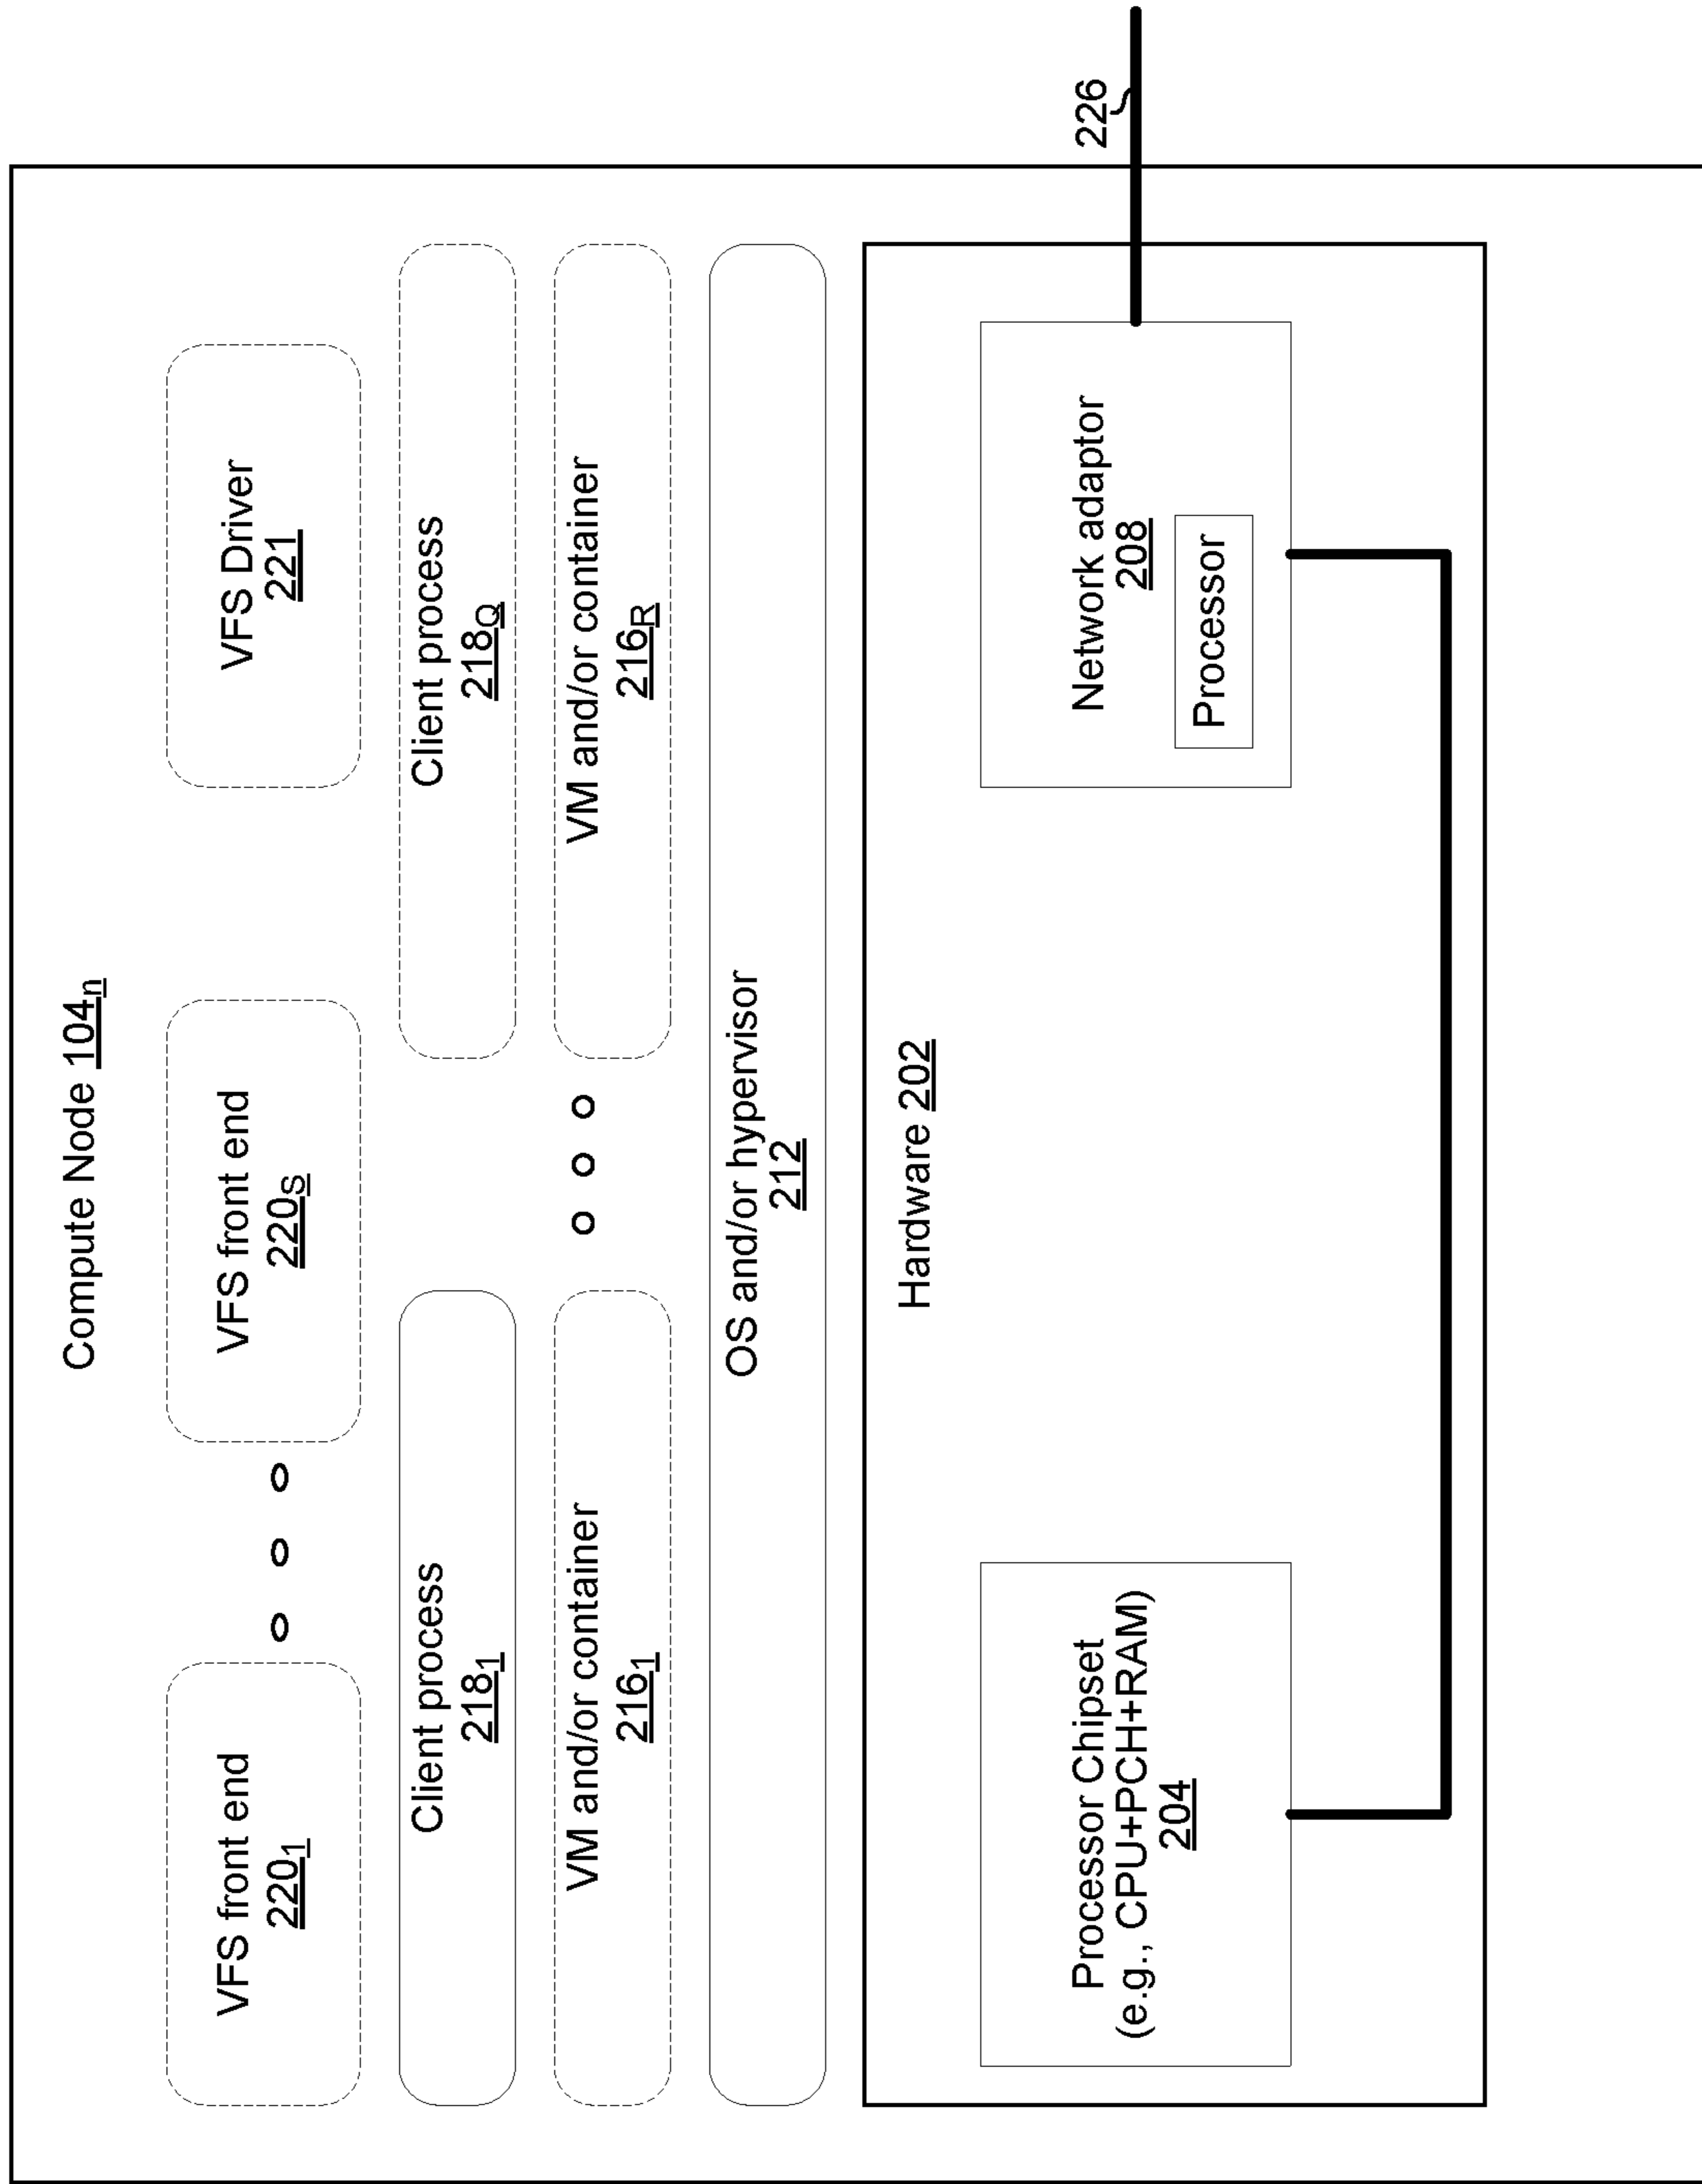 Compute Node 104n
VFS front end
2201
VFS front end
220S
VFS Driver
221
Client process
2181
Client process
218Q
VM and/or container
2161
VM and/or container
216R
OS and/or hypervisor
212
Hardware 202
Processor Chipset
(e.g., CPU+PCH+RAM)
204
Network adaptor
208
Processor
226